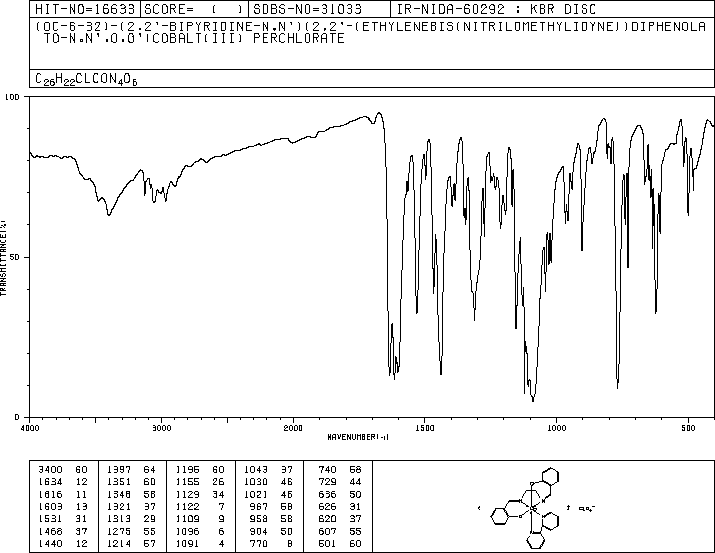 HIT-NO=16633 SCORE= ( ) SDBS-NO=31033 IR-NIDA-60292 : KBR DISC
(OC-6-32)-(2,2'-BIPYRIDINE-N,N')(2,2'-(ETHYLENEBIS(NITRILOMETHYLIDYNE))DIPHENOLA
TO-N,N',O,O')COBALT(III) PERCHLORATE
C26H22CLCON4O6
100
50
0
TRANSMITTANCE(%)
4000 3000 2000 1500 1000 500
WAVENUMBER(-1)
3400 60 1397 64 1196 60 1043 37 740 58
1634 12 1351 60 1155 26 1030 46 729 44
1616 11 1348 58 1129 34 1021 46 636 50
1603 13 1321 37 1122 7 967 58 626 31
1531 31 1313 29 1109 9 958 58 620 37
1468 37 1275 55 1096 6 904 50 607 55
1440 12 1214 57 1091 4 770 8 501 60